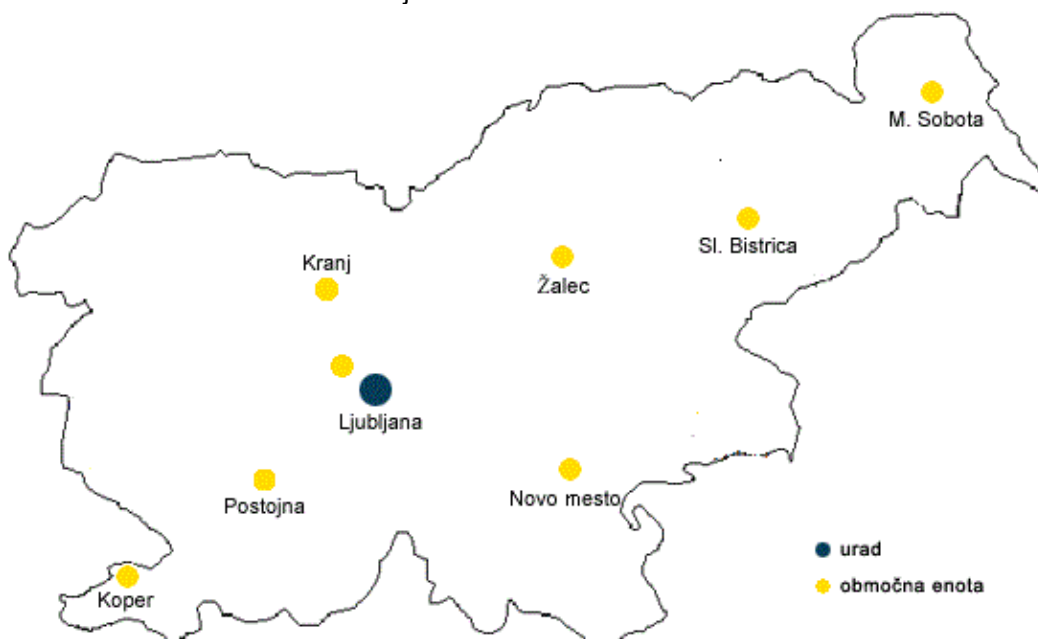 M. Sobota
Sl. Bistrica
Kranj
Žalec
Ljubljana
Postojna
Novo mesto
Koper
urad
območna enota